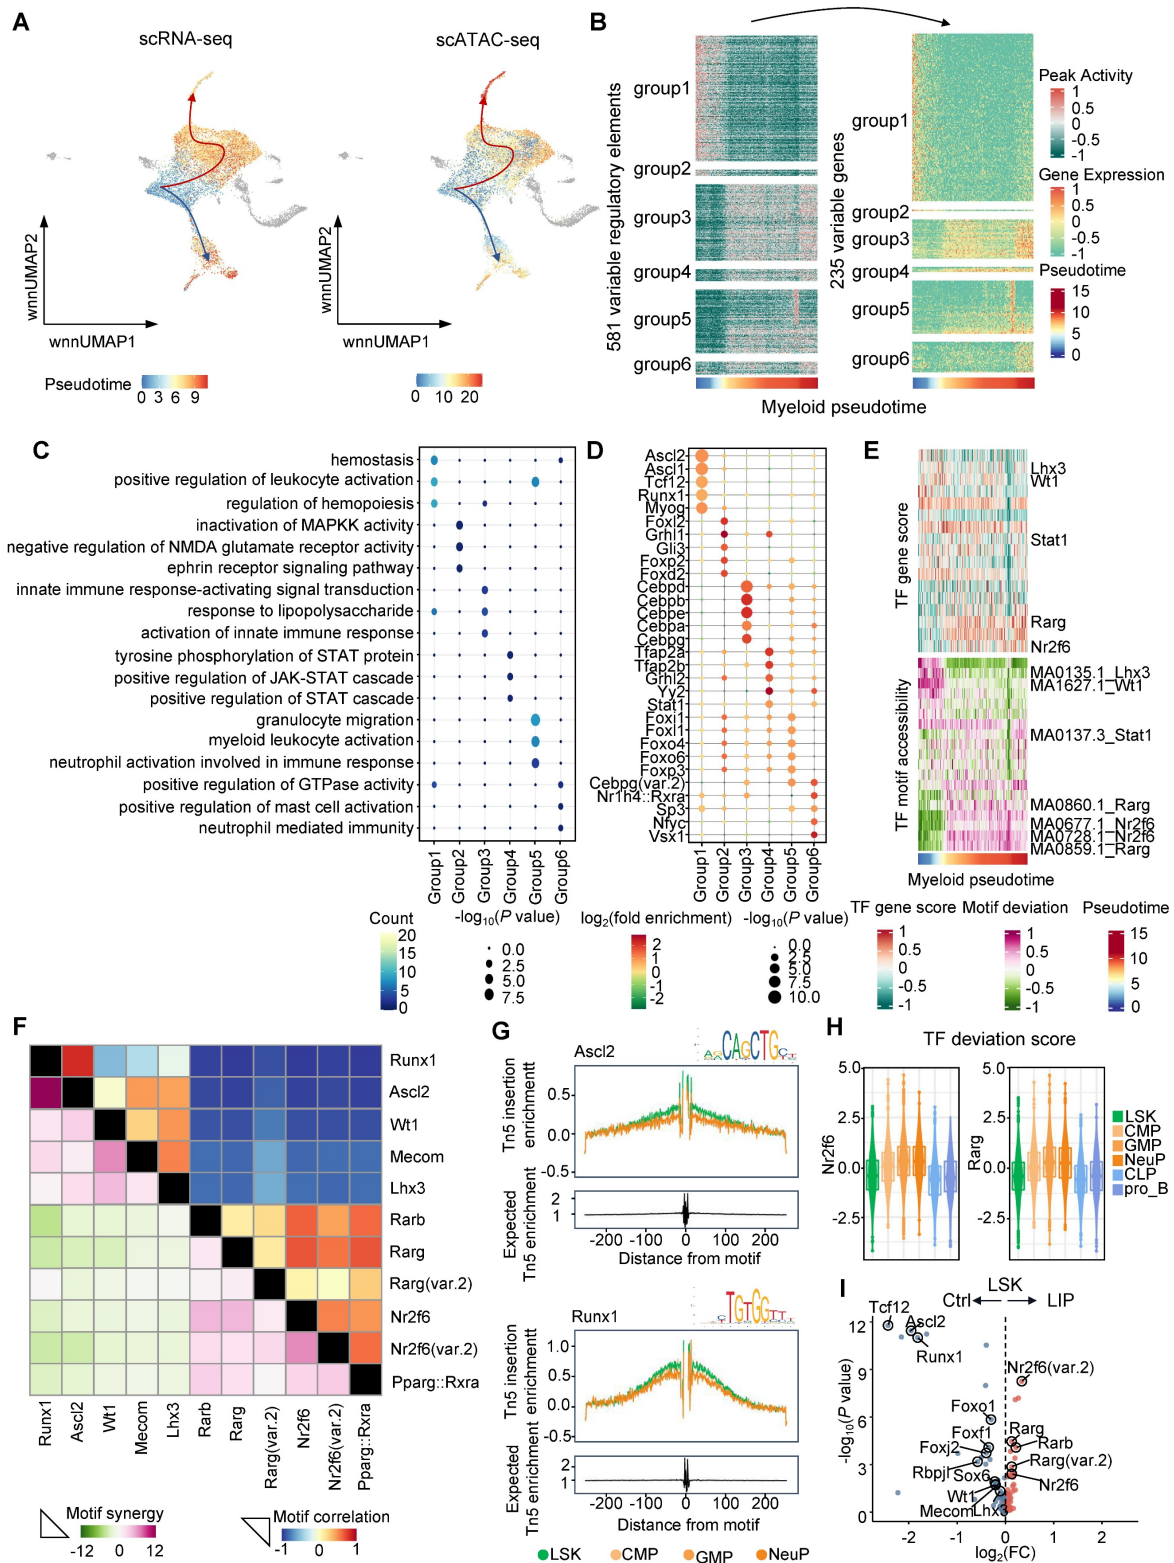 A
scRNA-seq
scATAC-seq
wnnUMAP2
wnnUMAP1
wnnUMAP2
wnnUMAP1
Pseudotime
0 3 6 9
0 10 20
B
581 variable regulatory elements
group1
group2
group3
group4
group5
group6
235 variable genes
group1
group2
group3
group4
group5
group6
Myeloid pseudotime
Peak Activity
1
0.5
0
-0.5
-1
Gene Expression
1
0.5
0
-0.5
-1
Pseudotime
15
10
5
0
C
hemostasis
positive regulation of leukocyte activation
regulation of hemopoiesis
inactivation of MAPKK activity
negative regulation of NMDA glutamate receptor activity
ephrin receptor signaling pathway
innate immune response-activating signal transduction
response to lipopolysaccharide
activation of innate immune response
tyrosine phosphorylation of STAT protein
positive regulation of JAK-STAT cascade
positive regulation of STAT cascade
granulocyte migration
myeloid leukocyte activation
neutrophil activation involved in immune response
positive regulation of GTPase activity
positive regulation of mast cell activation
neutrophil mediated immunity
Group1
Group2
Group3
Group4
Group5
Group6
Count
20
15
10
5
0
-log10(P value)
0.0
2.5
5.0
7.5
D
Ascl2
Ascl1
Tcf12
Runx1
Myog
Foxl2
Grhl1
Gli3
Foxp2
Foxd2
Cebpd
Cebpb
Cebpe
Cebpa
Cebpg
Tfap2a
Tfap2b
Grhl2
Yy2
Stat1
Foxj1
Foxl1
Foxo4
Foxo6
Foxp3
Cebpg(var.2)
Nr1h4::Rxra
Sp3
Nfyc
Vsx1
Group1
Group2
Group3
Group4
Group5
Group6
log2(fold enrichment)
2
1
0
-1
-2
-log10(P value)
0.0
2.5
5.0
7.5
10.0
E
TF gene score
Lhx3
Wt1
Stat1
Rarg
Nr2f6
TF motif accessibility
MA0135.1_Lhx3
MA1627.1_Wt1
MA0137.3_Stat1
MA0860.1_Rarg
MA0677.1_Nr2f6
MA0728.1_Nr2f6
MA0859.1_Rarg
Myeloid pseudotime
TF gene score
1
0.5
0
-0.5
-1
Motif deviation
1
0.5
0
-0.5
-1
Pseudotime
15
10
5
0
F
Runx1
Ascl2
Wt1
Mecom
Lhx3
Rarb
Rarg
Rarg(var.2)
Nr2f6
Nr2f6(var.2)
Pparg::Rxra
Runx1
Ascl2
Wt1
Mecom
Lhx3
Rarb
Rarg
Rarg(var.2)
Nr2f6
Nr2f6(var.2)
Pparg::Rxra
Motif synergy
-12 0 12
Motif correlation
-1 0 1
G
Ascl2
CAGCTG
Tn5 insertion
enrichmentt
0.5
0.0
-0.5
Expected
Tn5 enrichment
2
1
-200 -100 0 100 200
Distance from motif
Runx1
TGTGG
Tn5 insertion
enrichmentt
1.0
0.5
0.0
-0.5
Expected
Tn5 enrichment
2
1
-200 -100 0 100 200
Distance from motif
LSK CMP GMP NeuP
H
TF deviation score
Nr2f6
5.0
2.5
0.0
-2.5
Rarg
5.0
2.5
0.0
-2.5
LSK
CMP
GMP
NeuP
CLP
pro_B
I
LSK
Ctrl
LIP
-log10(P value)
12
9
6
3
0
Tcf12
Ascl2
Runx1
Nr2f6(var.2)
Foxo1
Foxf1
Foxj2
Rbpjl
Sox6
Wt1
Mecom
Lhx3
Rarg
Rarb
Rarg(var.2)
Nr2f6
-2 -1 0 1 2
log2(FC)